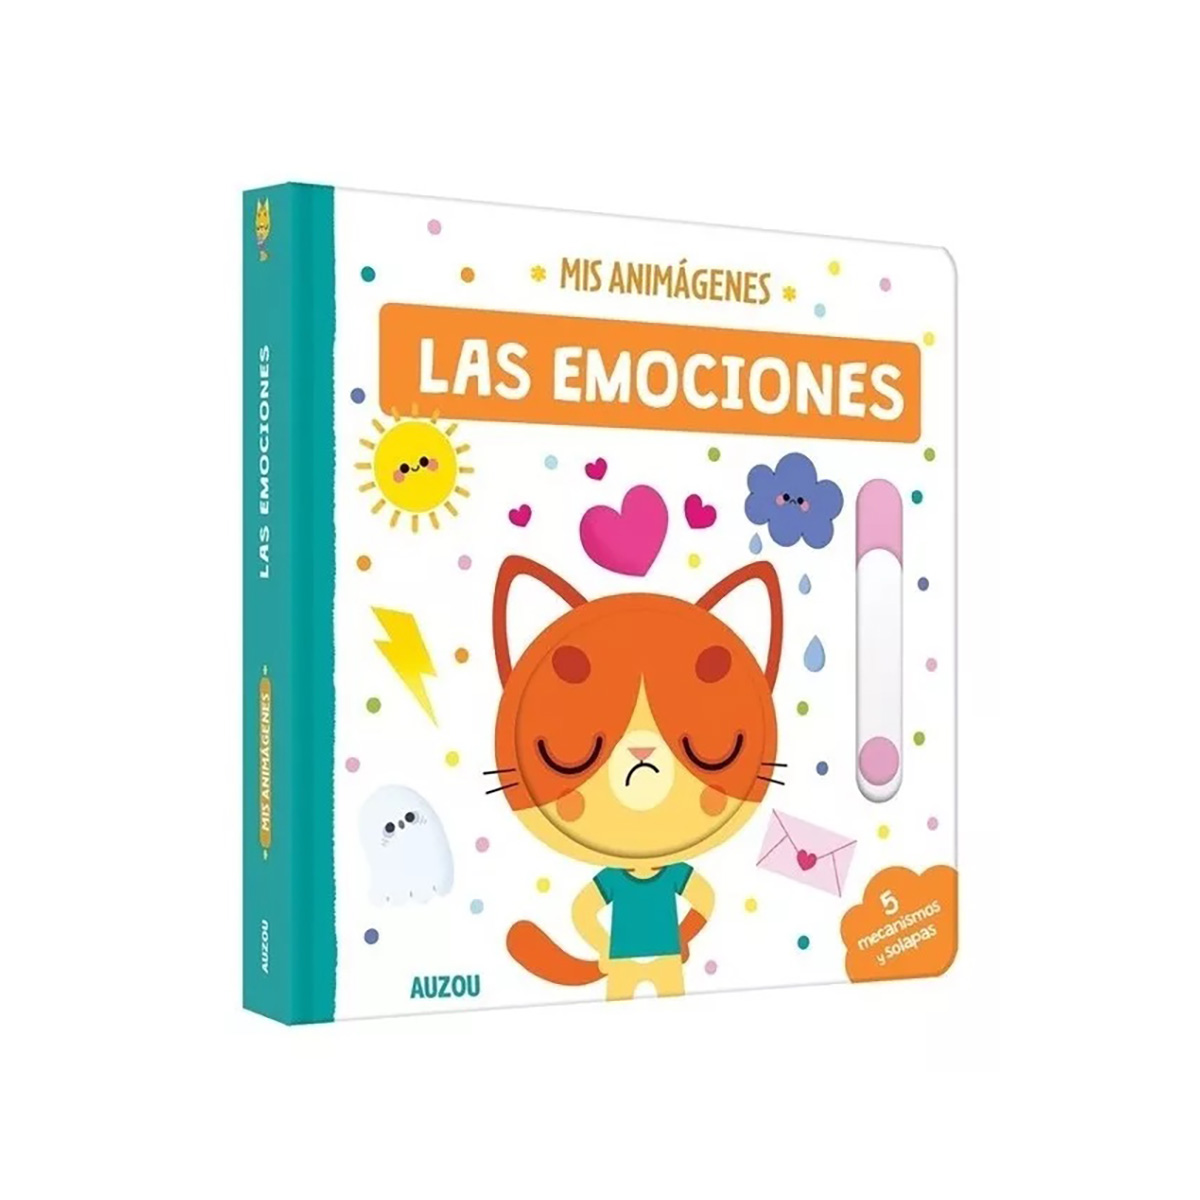 LAS EMOCIONES
* MIS ANIMÁGENES *
AUZOU
* MIS ANIMÁGENES *
LAS EMOCIONES
5
mecanismos
y solapas
AUZOU